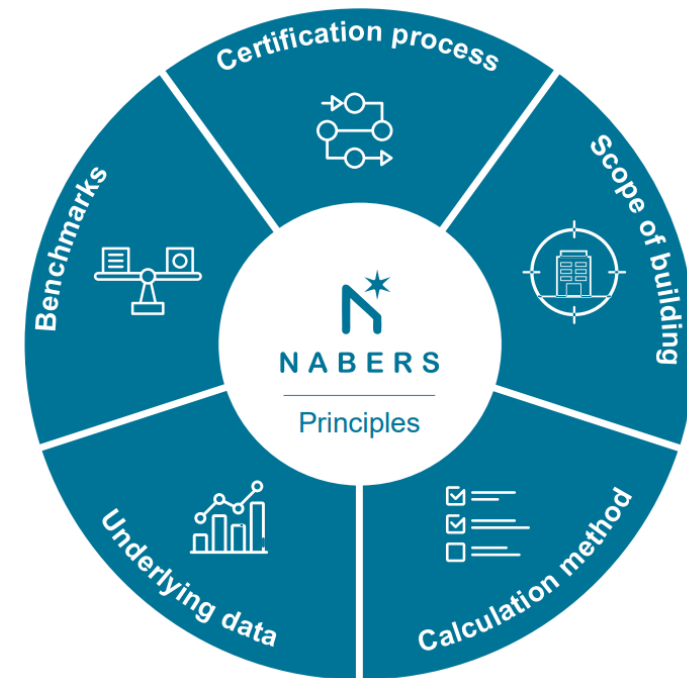 Certification process
Scope of building
Calculation method
Underlying data
Benchmarks
NABERS
Principles